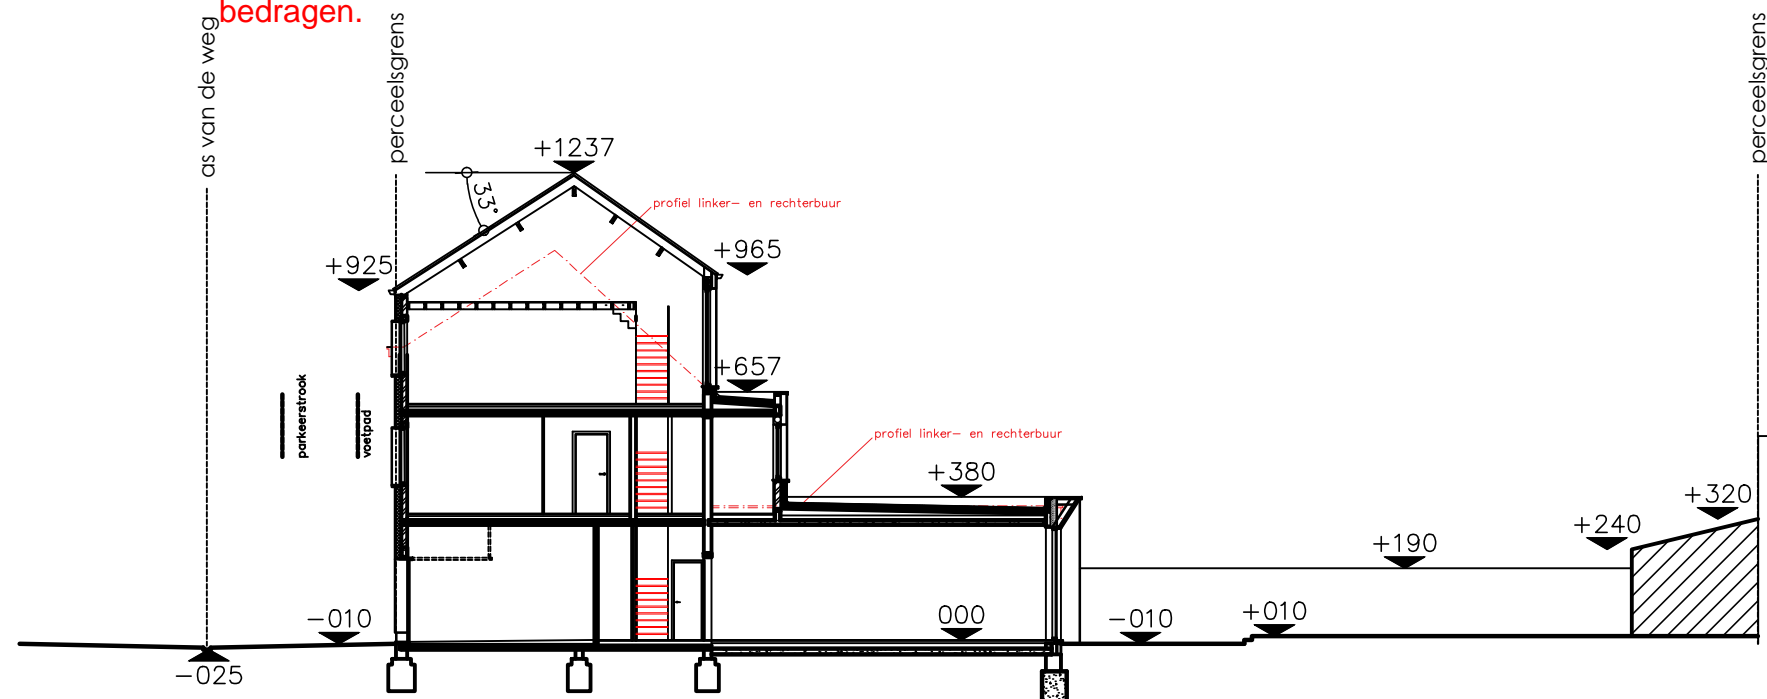 bedragen.
as van de weg
perceelsgrens
perceelsgrens
+1237
33°
profiel linker- en rechterbuur
+925
+965
+657
parkeerstrook
voetpad
profiel linker- en rechterbuur
+380
+320
+240
+190
-010
000
-010
+010
-025